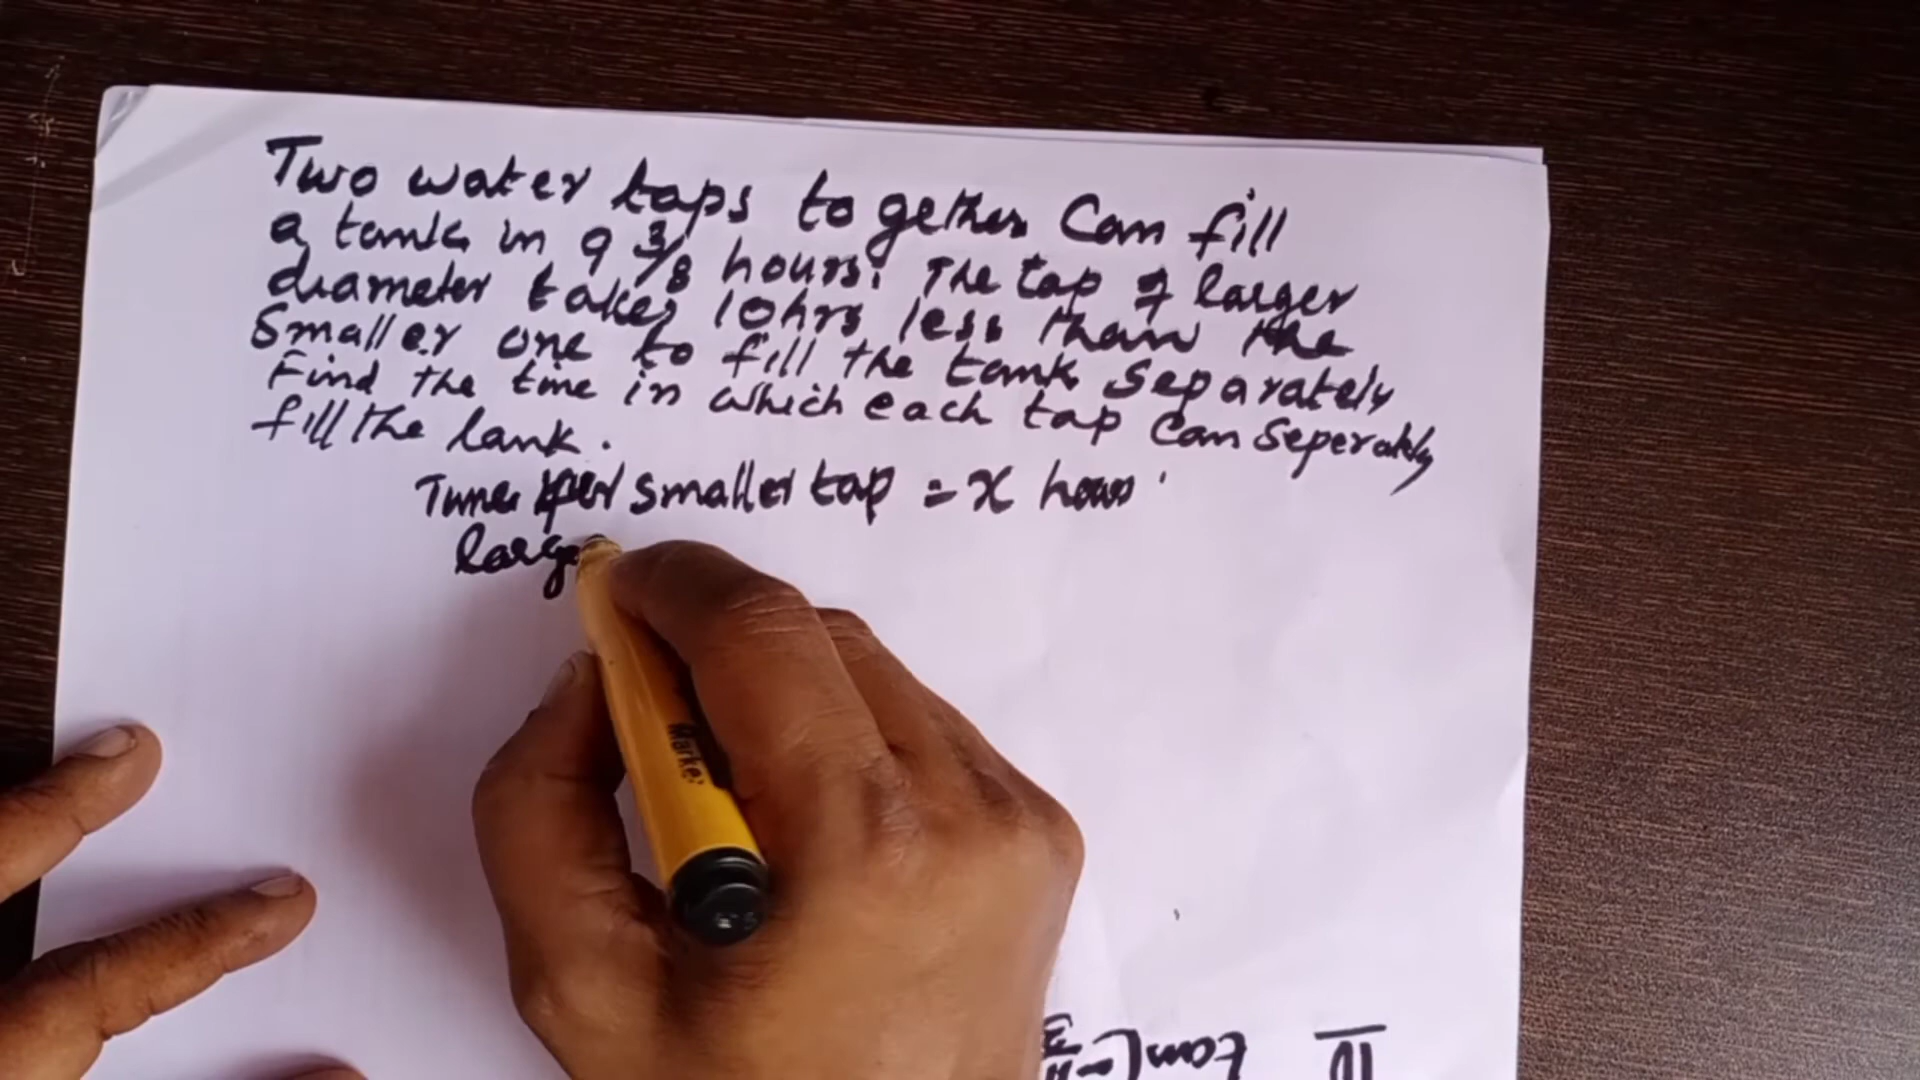 Two water taps together Can fill
a tank in 9 3/8 hours. The tap of larger
diameter takes 10hrs less than the
Smaller one to fill the tank Separately
Find the time in which each tap can seperately
fill the tank.
Time for smaller tap = x hours
large
Marke